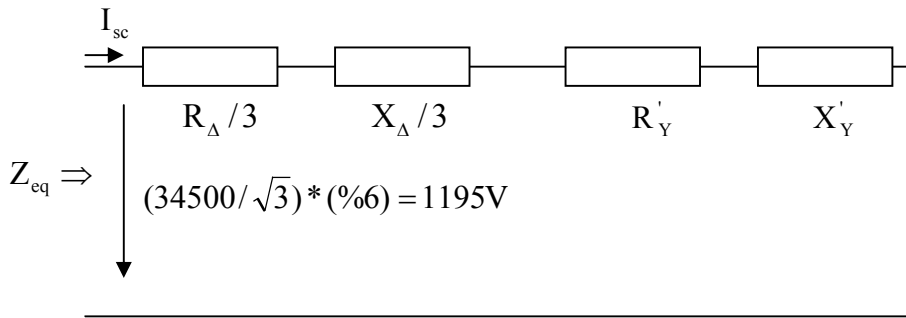 I_sc
R_Δ / 3 X_Δ / 3 R'_Y X'_Y
Z_eq ⇒
(34500/√3)*(%6) = 1195V